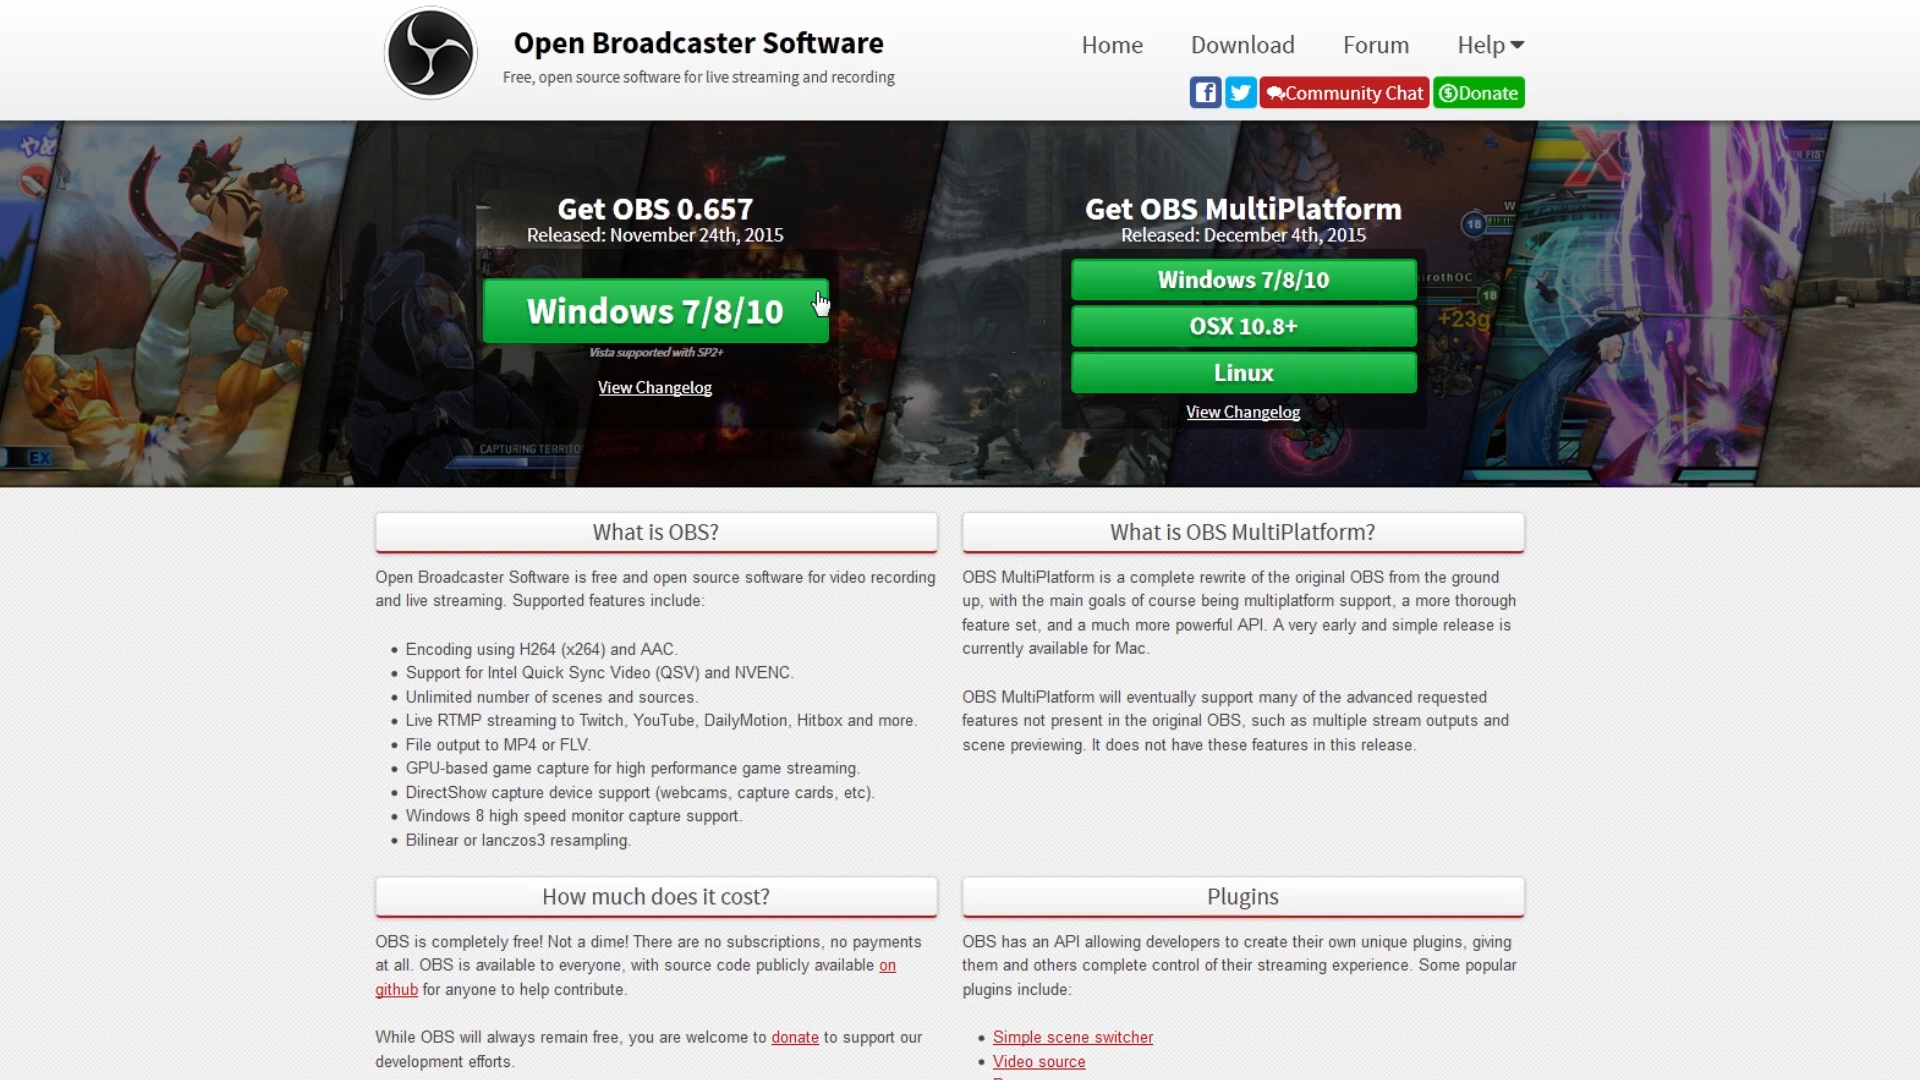 Open Broadcaster Software
Free, open source software for live streaming and recording
Home
Download
Forum
Help
Community Chat
Donate
Get OBS 0.657
Released: November 24th, 2015
Windows 7/8/10
Vista supported with SP2+
View Changelog
Get OBS MultiPlatform
Released: December 4th, 2015
Windows 7/8/10
OSX 10.8+
Linux
View Changelog
EX
CAPTURING TERRITO
18
irothOC
18
+23g
What is OBS?
Open Broadcaster Software is free and open source software for video recording
and live streaming. Supported features include:
• Encoding using H264 (x264) and AAC.
• Support for Intel Quick Sync Video (QSV) and NVENC.
• Unlimited number of scenes and sources.
• Live RTMP streaming to Twitch, YouTube, DailyMotion, Hitbox and more.
• File output to MP4 or FLV.
• GPU-based game capture for high performance game streaming.
• DirectShow capture device support (webcams, capture cards, etc).
• Windows 8 high speed monitor capture support.
• Bilinear or lanczos3 resampling.
What is OBS MultiPlatform?
OBS MultiPlatform is a complete rewrite of the original OBS from the ground
up, with the main goals of course being multiplatform support, a more thorough
feature set, and a much more powerful API. A very early and simple release is
currently available for Mac.
OBS MultiPlatform will eventually support many of the advanced requested
features not present in the original OBS, such as multiple stream outputs and
scene previewing. It does not have these features in this release.
How much does it cost?
OBS is completely free! Not a dime! There are no subscriptions, no payments
at all. OBS is available to everyone, with source code publicly available on
github for anyone to help contribute.
While OBS will always remain free, you are welcome to donate to support our
development efforts.
Plugins
OBS has an API allowing developers to create their own unique plugins, giving
them and others complete control of their streaming experience. Some popular
plugins include:
• Simple scene switcher
• Video source